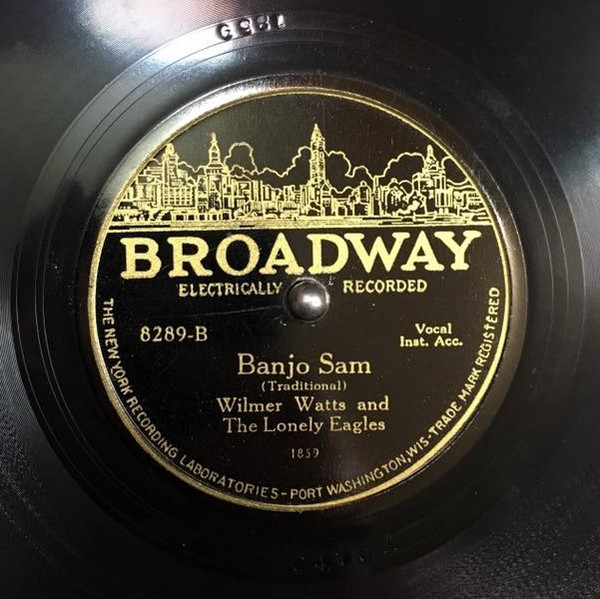 BROADWAY
ELECTRICALLY RECORDED
8289-B
Vocal
Inst. Acc.
Banjo Sam
(Traditional)
Wilmer Watts and
The Lonely Eagles
1859
THE NEW YORK RECORDING LABORATORIES-PORT WASHINGTON, WIS-TRADE MARK REGISTERED